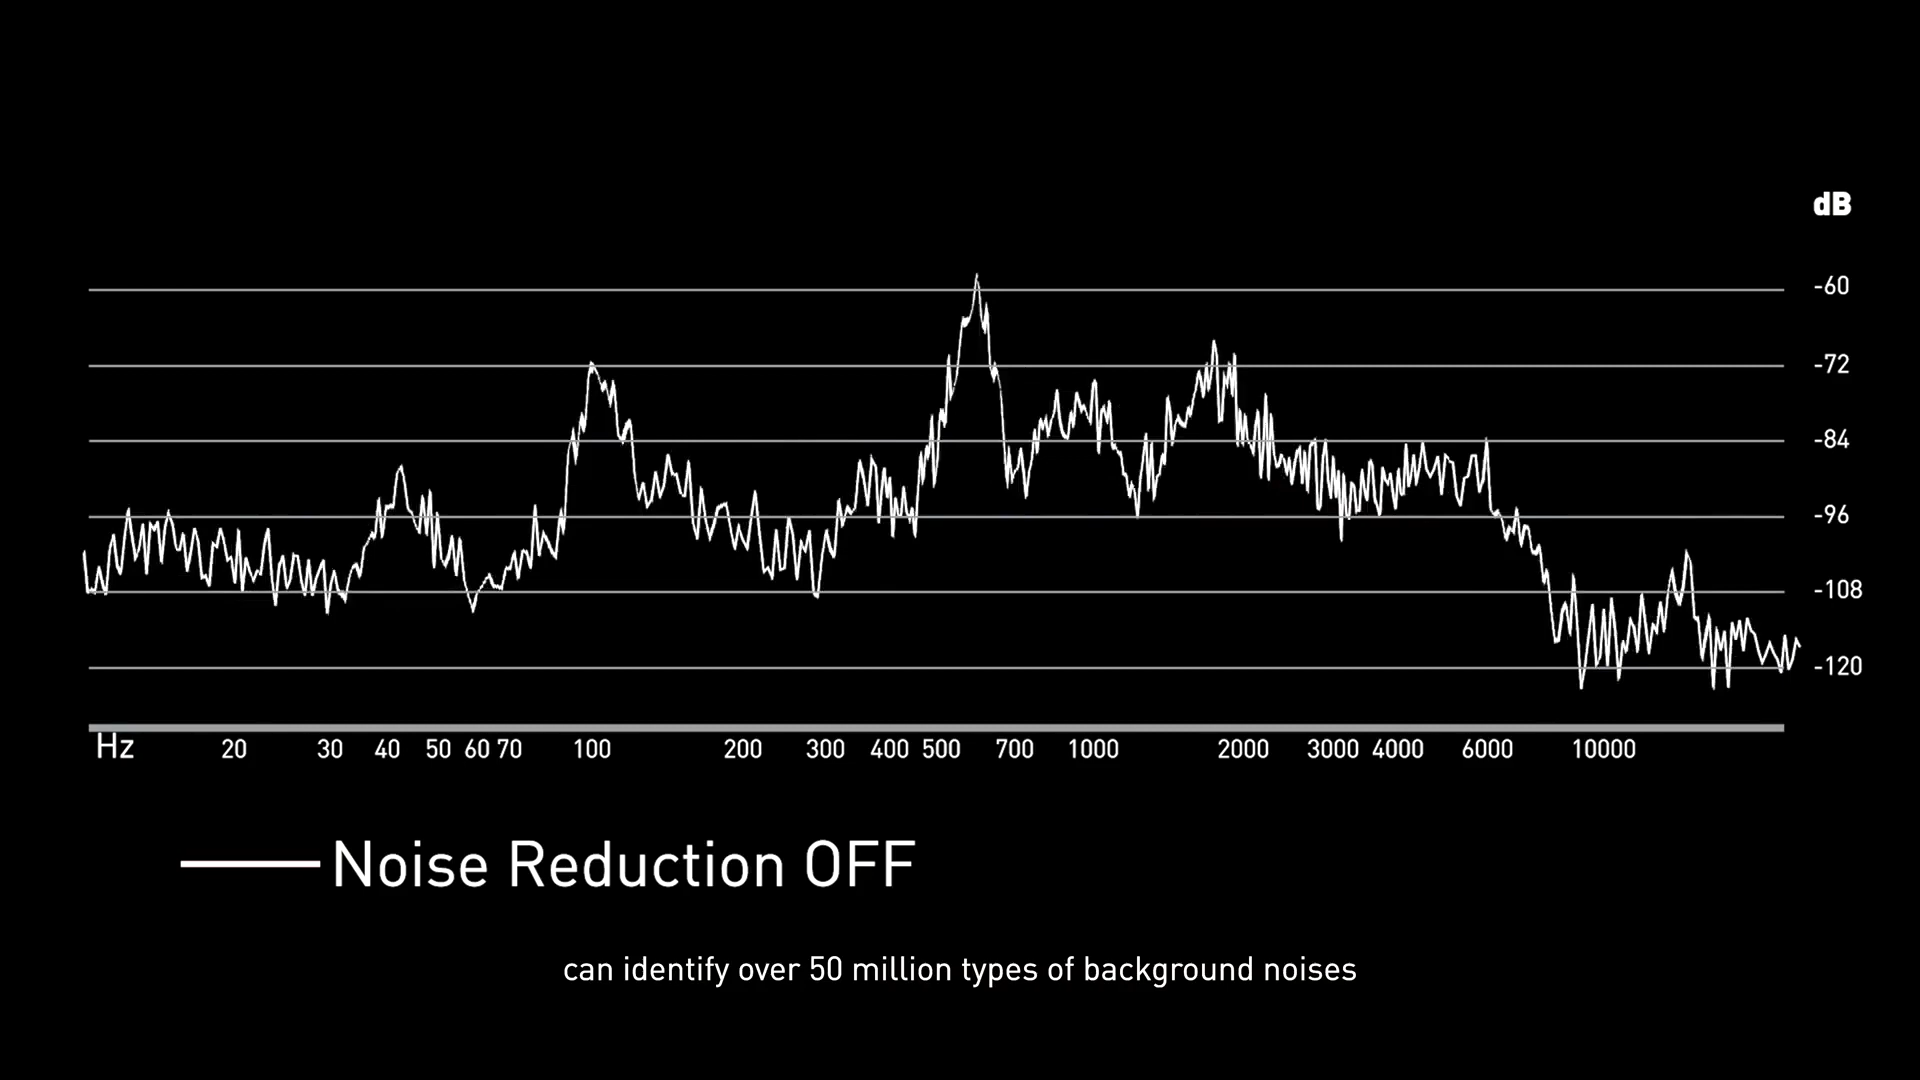 dB
-60
-72
-84
-96
-108
-120
Hz 20 30 40 50 60 70 100 200 300 400 500 700 1000 2000 3000 4000 6000 10000
Noise Reduction OFF
can identify over 50 million types of background noises